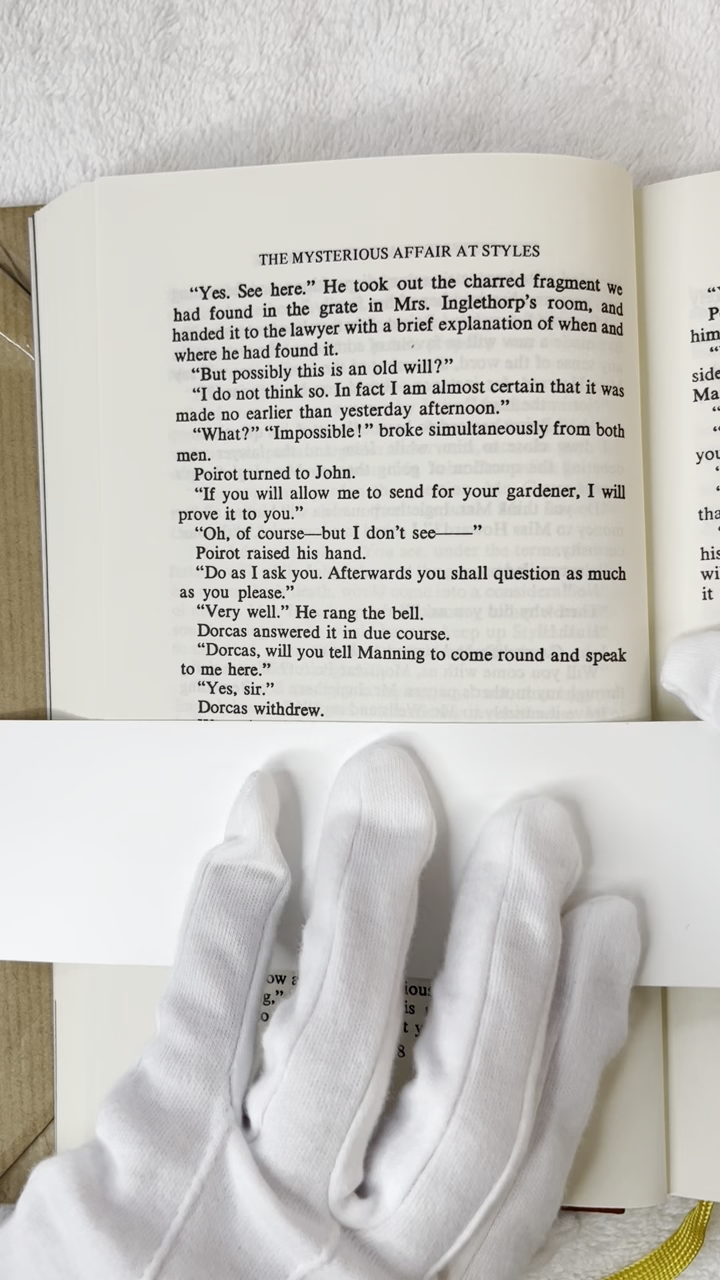 THE MYSTERIOUS AFFAIR AT STYLES
“Yes. See here.” He took out the charred fragment we
had found in the grate in Mrs. Inglethorp’s room, and
handed it to the lawyer with a brief explanation of when and
where he had found it.
“But possibly this is an old will?”
“I do not think so. In fact I am almost certain that it was
made no earlier than yesterday afternoon.”
“What?” “Impossible!” broke simultaneously from both
men.
Poirot turned to John.
“If you will allow me to send for your gardener, I will
prove it to you.”
“Oh, of course—but I don’t see——”
Poirot raised his hand.
“Do as I ask you. Afterwards you shall question as much
as you please.”
“Very well.” He rang the bell.
Dorcas answered it in due course.
“Dorcas, will you tell Manning to come round and speak
to me here.”
“Yes, sir.”
Dorcas withdrew.
is
8
him
side
you
his
it